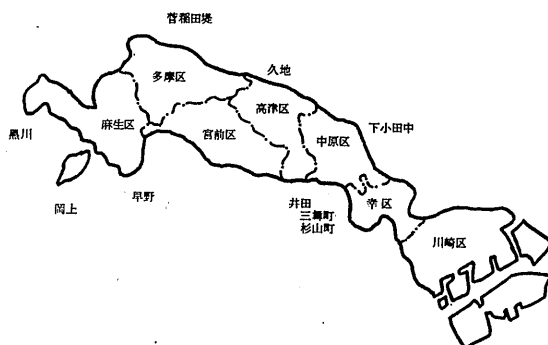 菅稲田堤
多摩区
久地
高津区
麻生区
黒川
宮前区
中原区
下小田中
岡上
早野
井田
三舞町
杉山町
幸区
川崎区